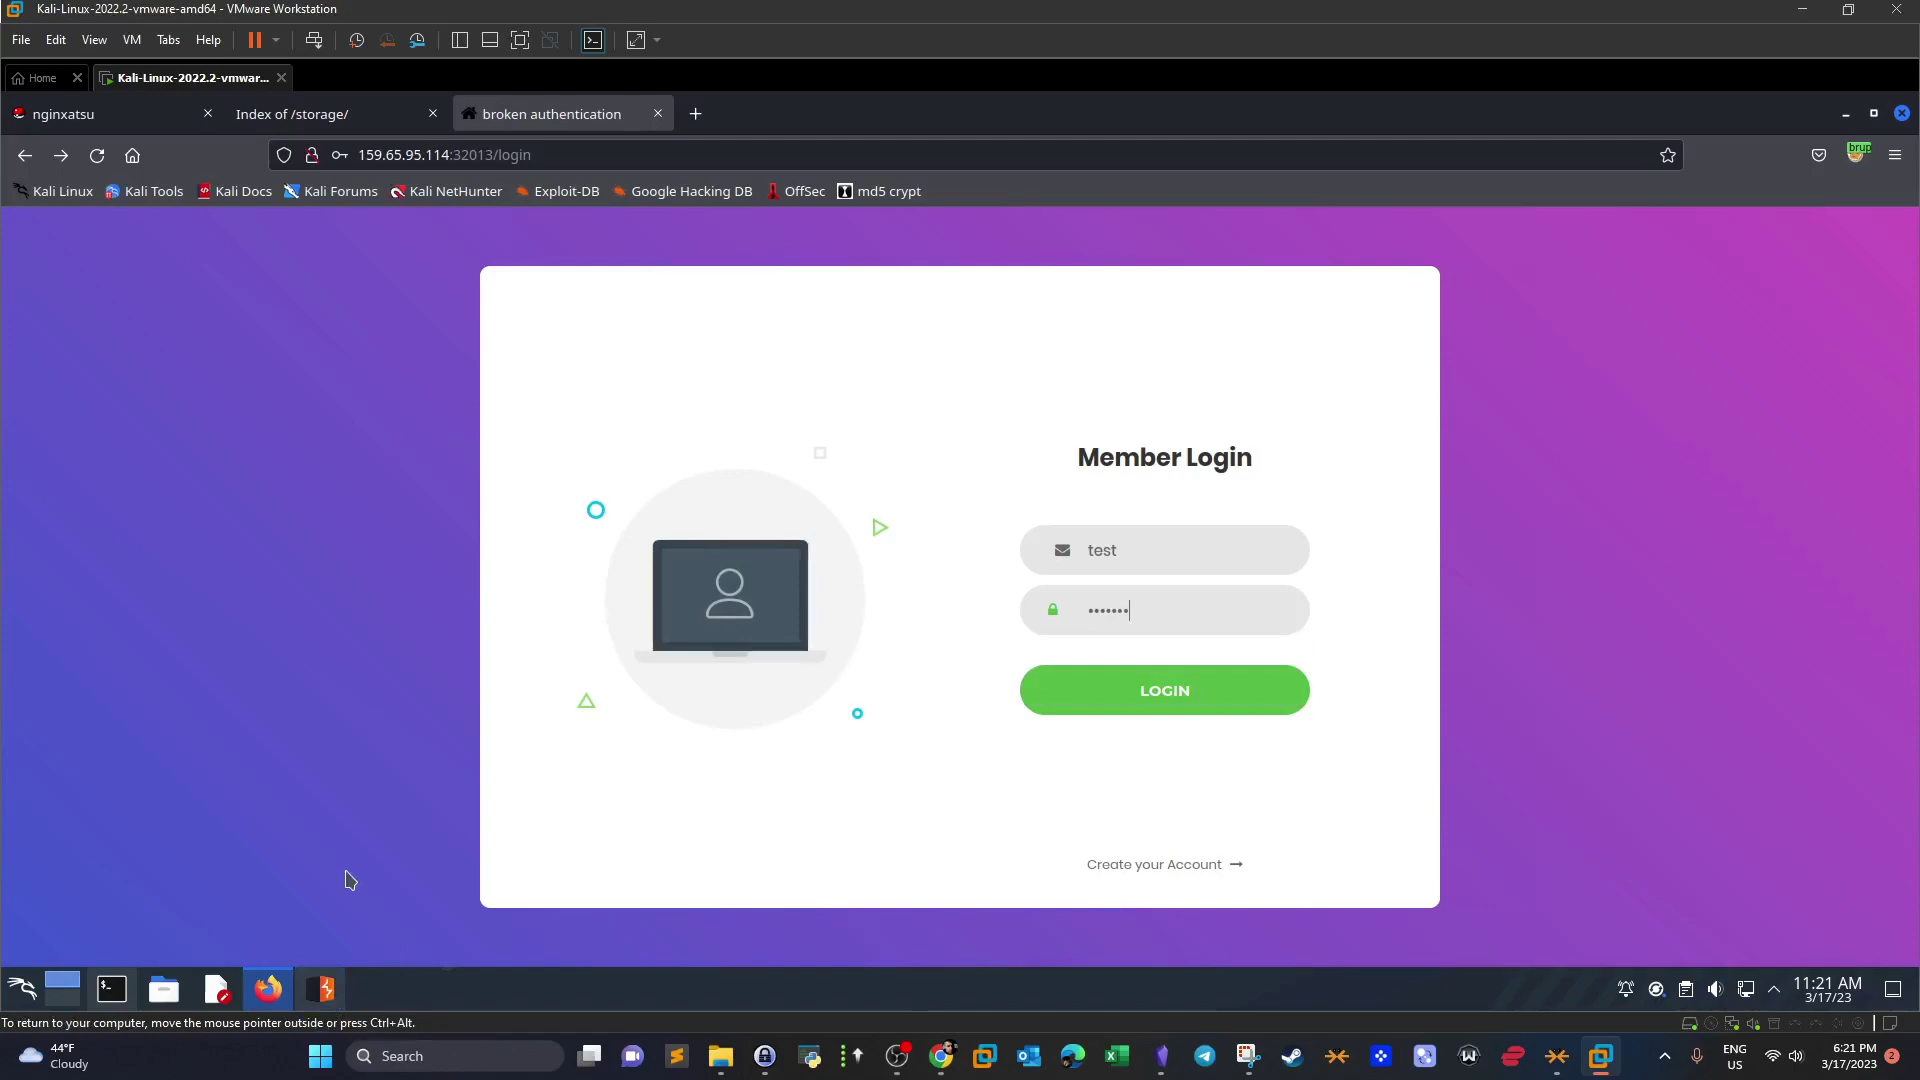 Kali-Linux-2022.2-vmware-amd64 - VMware Workstation
File Edit View VM Tabs Help
Home Kali-Linux-2022.2-vmwar...
nginxatsu Index of /storage/ broken authentication
159.65.95.114:32013/login
brup
Kali Linux Kali Tools Kali Docs Kali Forums Kali NetHunter Exploit-DB Google Hacking DB OffSec md5 crypt
Member Login
test
•••••••
LOGIN
Create your Account
11:21 AM
3/17/23
To return to your computer, move the mouse pointer outside or press Ctrl+Alt.
44°F
Cloudy
Search
ENG
US
6:21 PM
3/17/2023
2